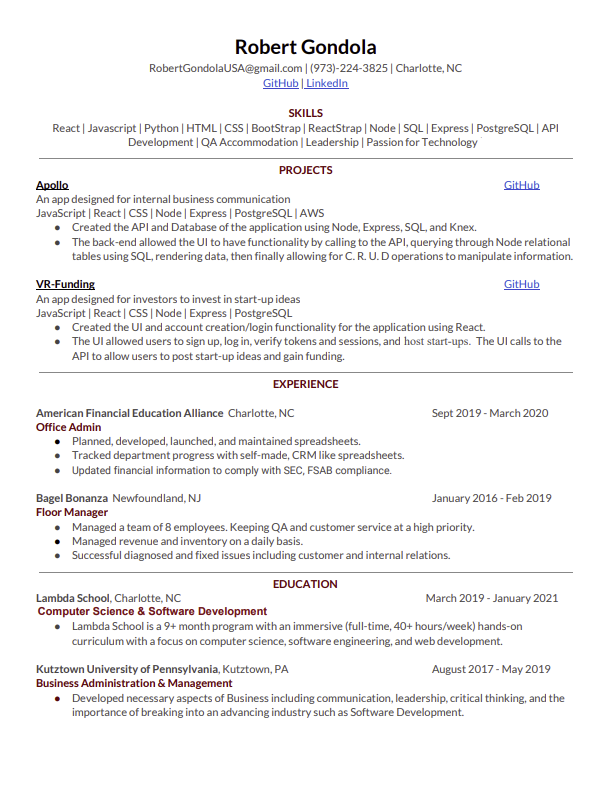 Robert Gondola
RobertGondolaUSA@gmail.com | (973)-224-3825 | Charlotte, NC
GitHub | LinkedIn
SKILLS
React | Javascript | Python | HTML | CSS | BootStrap | ReactStrap | Node | SQL | Express | PostgreSQL | API
Development | QA Accommodation | Leadership | Passion for Technology
PROJECTS
Apollo GitHub
An app designed for internal business communication
JavaScript | React | CSS | Node | Express | PostgreSQL | AWS
● Created the API and Database of the application using Node, Express, SQL, and Knex.
● The back-end allowed the UI to have functionality by calling to the API, querying through Node relational
tables using SQL, rendering data, then finally allowing for C. R. U. D operations to manipulate information.
VR-Funding GitHub
An app designed for investors to invest in start-up ideas
JavaScript | React | CSS | Node | Express | PostgreSQL
● Created the UI and account creation/login functionality for the application using React.
● The UI allowed users to sign up, log in, verify tokens and sessions, and host start-ups. The UI calls to the
API to allow users to post start-up ideas and gain funding.
EXPERIENCE
American Financial Education Alliance Charlotte, NC Sept 2019 - March 2020
Office Admin
● Planned, developed, launched, and maintained spreadsheets.
● Tracked department progress with self-made, CRM like spreadsheets.
● Updated financial information to comply with SEC, FSAB compliance.
Bagel Bonanza Newfoundland, NJ January 2016 - Feb 2019
Floor Manager
● Managed a team of 8 employees. Keeping QA and customer service at a high priority.
● Managed revenue and inventory on a daily basis.
● Successful diagnosed and fixed issues including customer and internal relations.
EDUCATION
Lambda School, Charlotte, NC March 2019 - January 2021
Computer Science & Software Development
● Lambda School is a 9+ month program with an immersive (full-time, 40+ hours/week) hands-on
curriculum with a focus on computer science, software engineering, and web development.
Kutztown University of Pennsylvania, Kutztown, PA August 2017 - May 2019
Business Administration & Management
● Developed necessary aspects of Business including communication, leadership, critical thinking, and the
importance of breaking into an advancing industry such as Software Development.